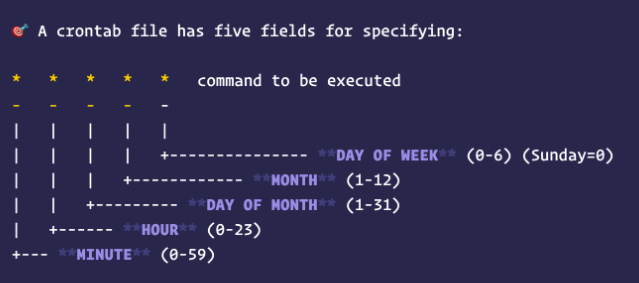 🎯 A crontab file has five fields for specifying:
*   *   *   *   *   command to be executed
-   -   -   -   -
|   |   |   |   |
|   |   |   |   +--------------- **DAY OF WEEK** (0-6) (Sunday=0)
|   |   |   +------------ **MONTH** (1-12)
|   |   +--------- **DAY OF MONTH** (1-31)
|   +------ **HOUR** (0-23)
+--- **MINUTE** (0-59)